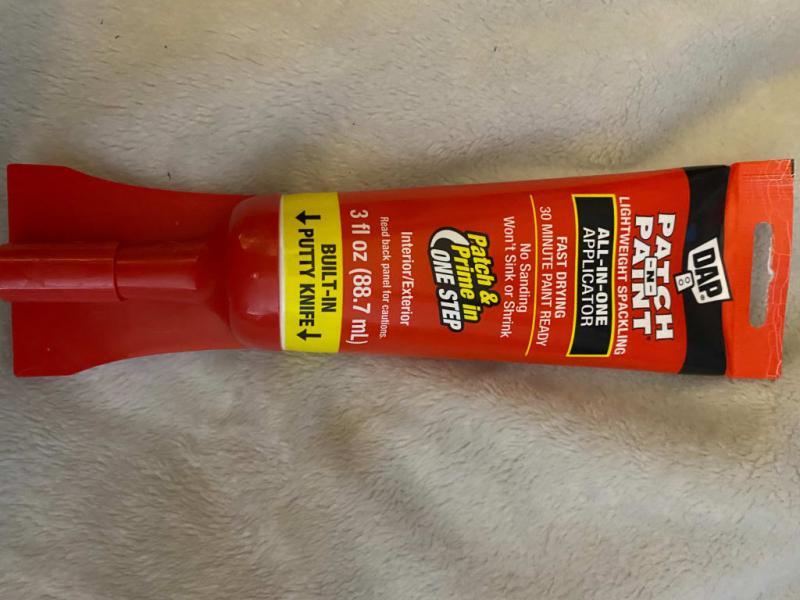 DAP.
PATCH
-N-
PAINT®
LIGHTWEIGHT SPACKLING
ALL-IN-ONE
APPLICATOR
FAST DRYING
30 MINUTE PAINT READY
No Sanding
Won't Sink or Shrink
Patch &
Prime in
ONE STEP
Interior/Exterior
Read back panel for cautions.
3 fl oz (88.7 mL)
BUILT-IN
PUTTY KNIFE